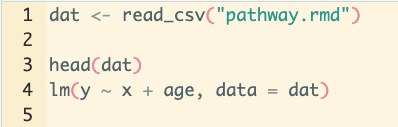 1 dat <- read_csv("pathway.rmd")
2
3 head(dat)
4 lm(y ~ x + age, data = dat)
5